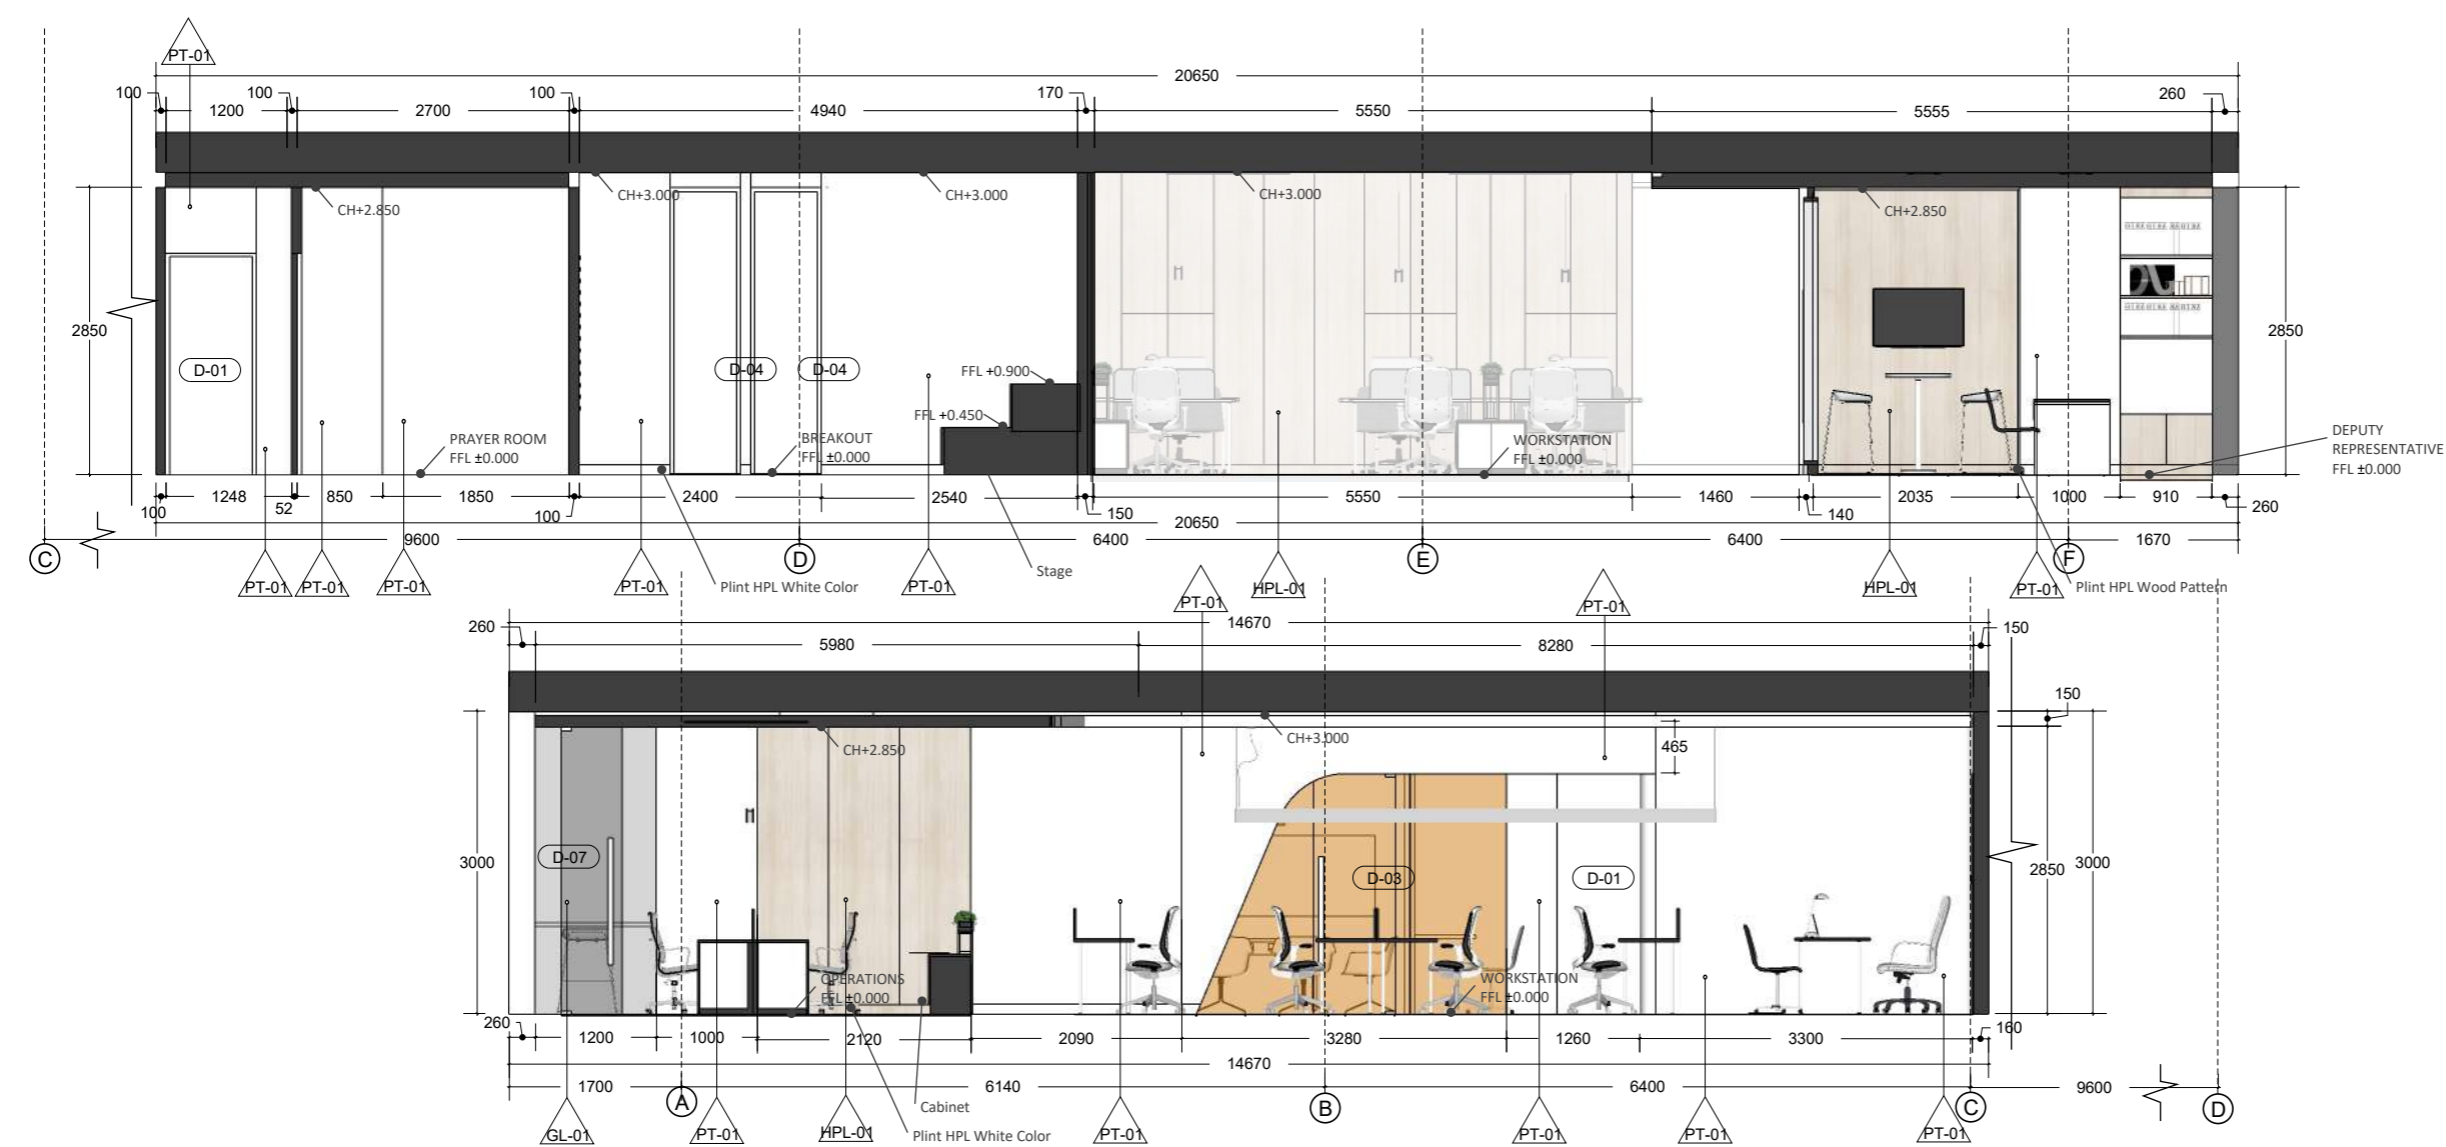 PT-01
20650
100
1200
100
2700
100
4940
170
5550
5555
260
CH+2.850
CH+3.000
CH+3.000
CH+3.000
CH+2.850
2850
2850
D-01
D-04
D-04
FFL +0.900
FFL +0.450
PRAYER ROOM
FFL ±0.000
BREAKOUT
FFL ±0.000
WORKSTATION
FFL ±0.000
DEPUTY
REPRESENTATIVE
FFL ±0.000
100
1248
52
850
1850
100
2400
2540
150
5550
1460
140
2035
1000
910
260
20650
9600
6400
6400
1670
C
D
E
F
PT-01
PT-01
PT-01
PT-01
Plint HPL White Color
PT-01
Stage
HPL-01
HPL-01
PT-01
Plint HPL Wood Pattern
PT-01
PT-01
14670
260
5980
8280
150
150
CH+2.850
CH+3.000
465
3000
2850
3000
D-07
D-03
D-01
OPERATIONS
FFL ±0.000
WORKSTATION
FFL ±0.000
260
1200
1000
2120
2090
3280
1260
3300
160
14670
1700
6140
6400
9600
A
B
C
D
Cabinet
Plint HPL White Color
GL-01
PT-01
HPL-01
PT-01
PT-01
PT-01
PT-01